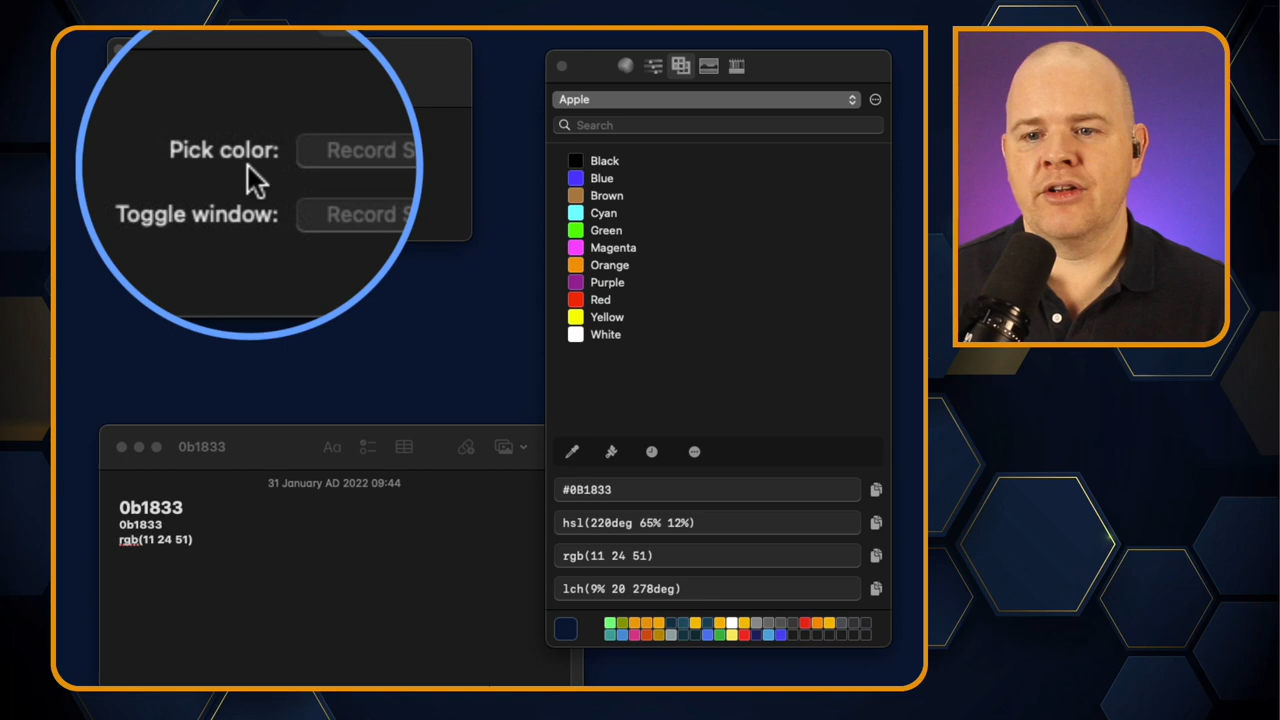 Pick color:
Record S
Toggle window:
Record S
Apple
Search
Black
Blue
Brown
Cyan
Green
Magenta
Orange
Purple
Red
Yellow
White
#0B1833
hsl(220deg 65% 12%)
rgb(11 24 51)
lch(9% 20 278deg)
0b1833
Aa
31 January AD 2022 09:44
0b1833
0b1833
rgb(11 24 51)